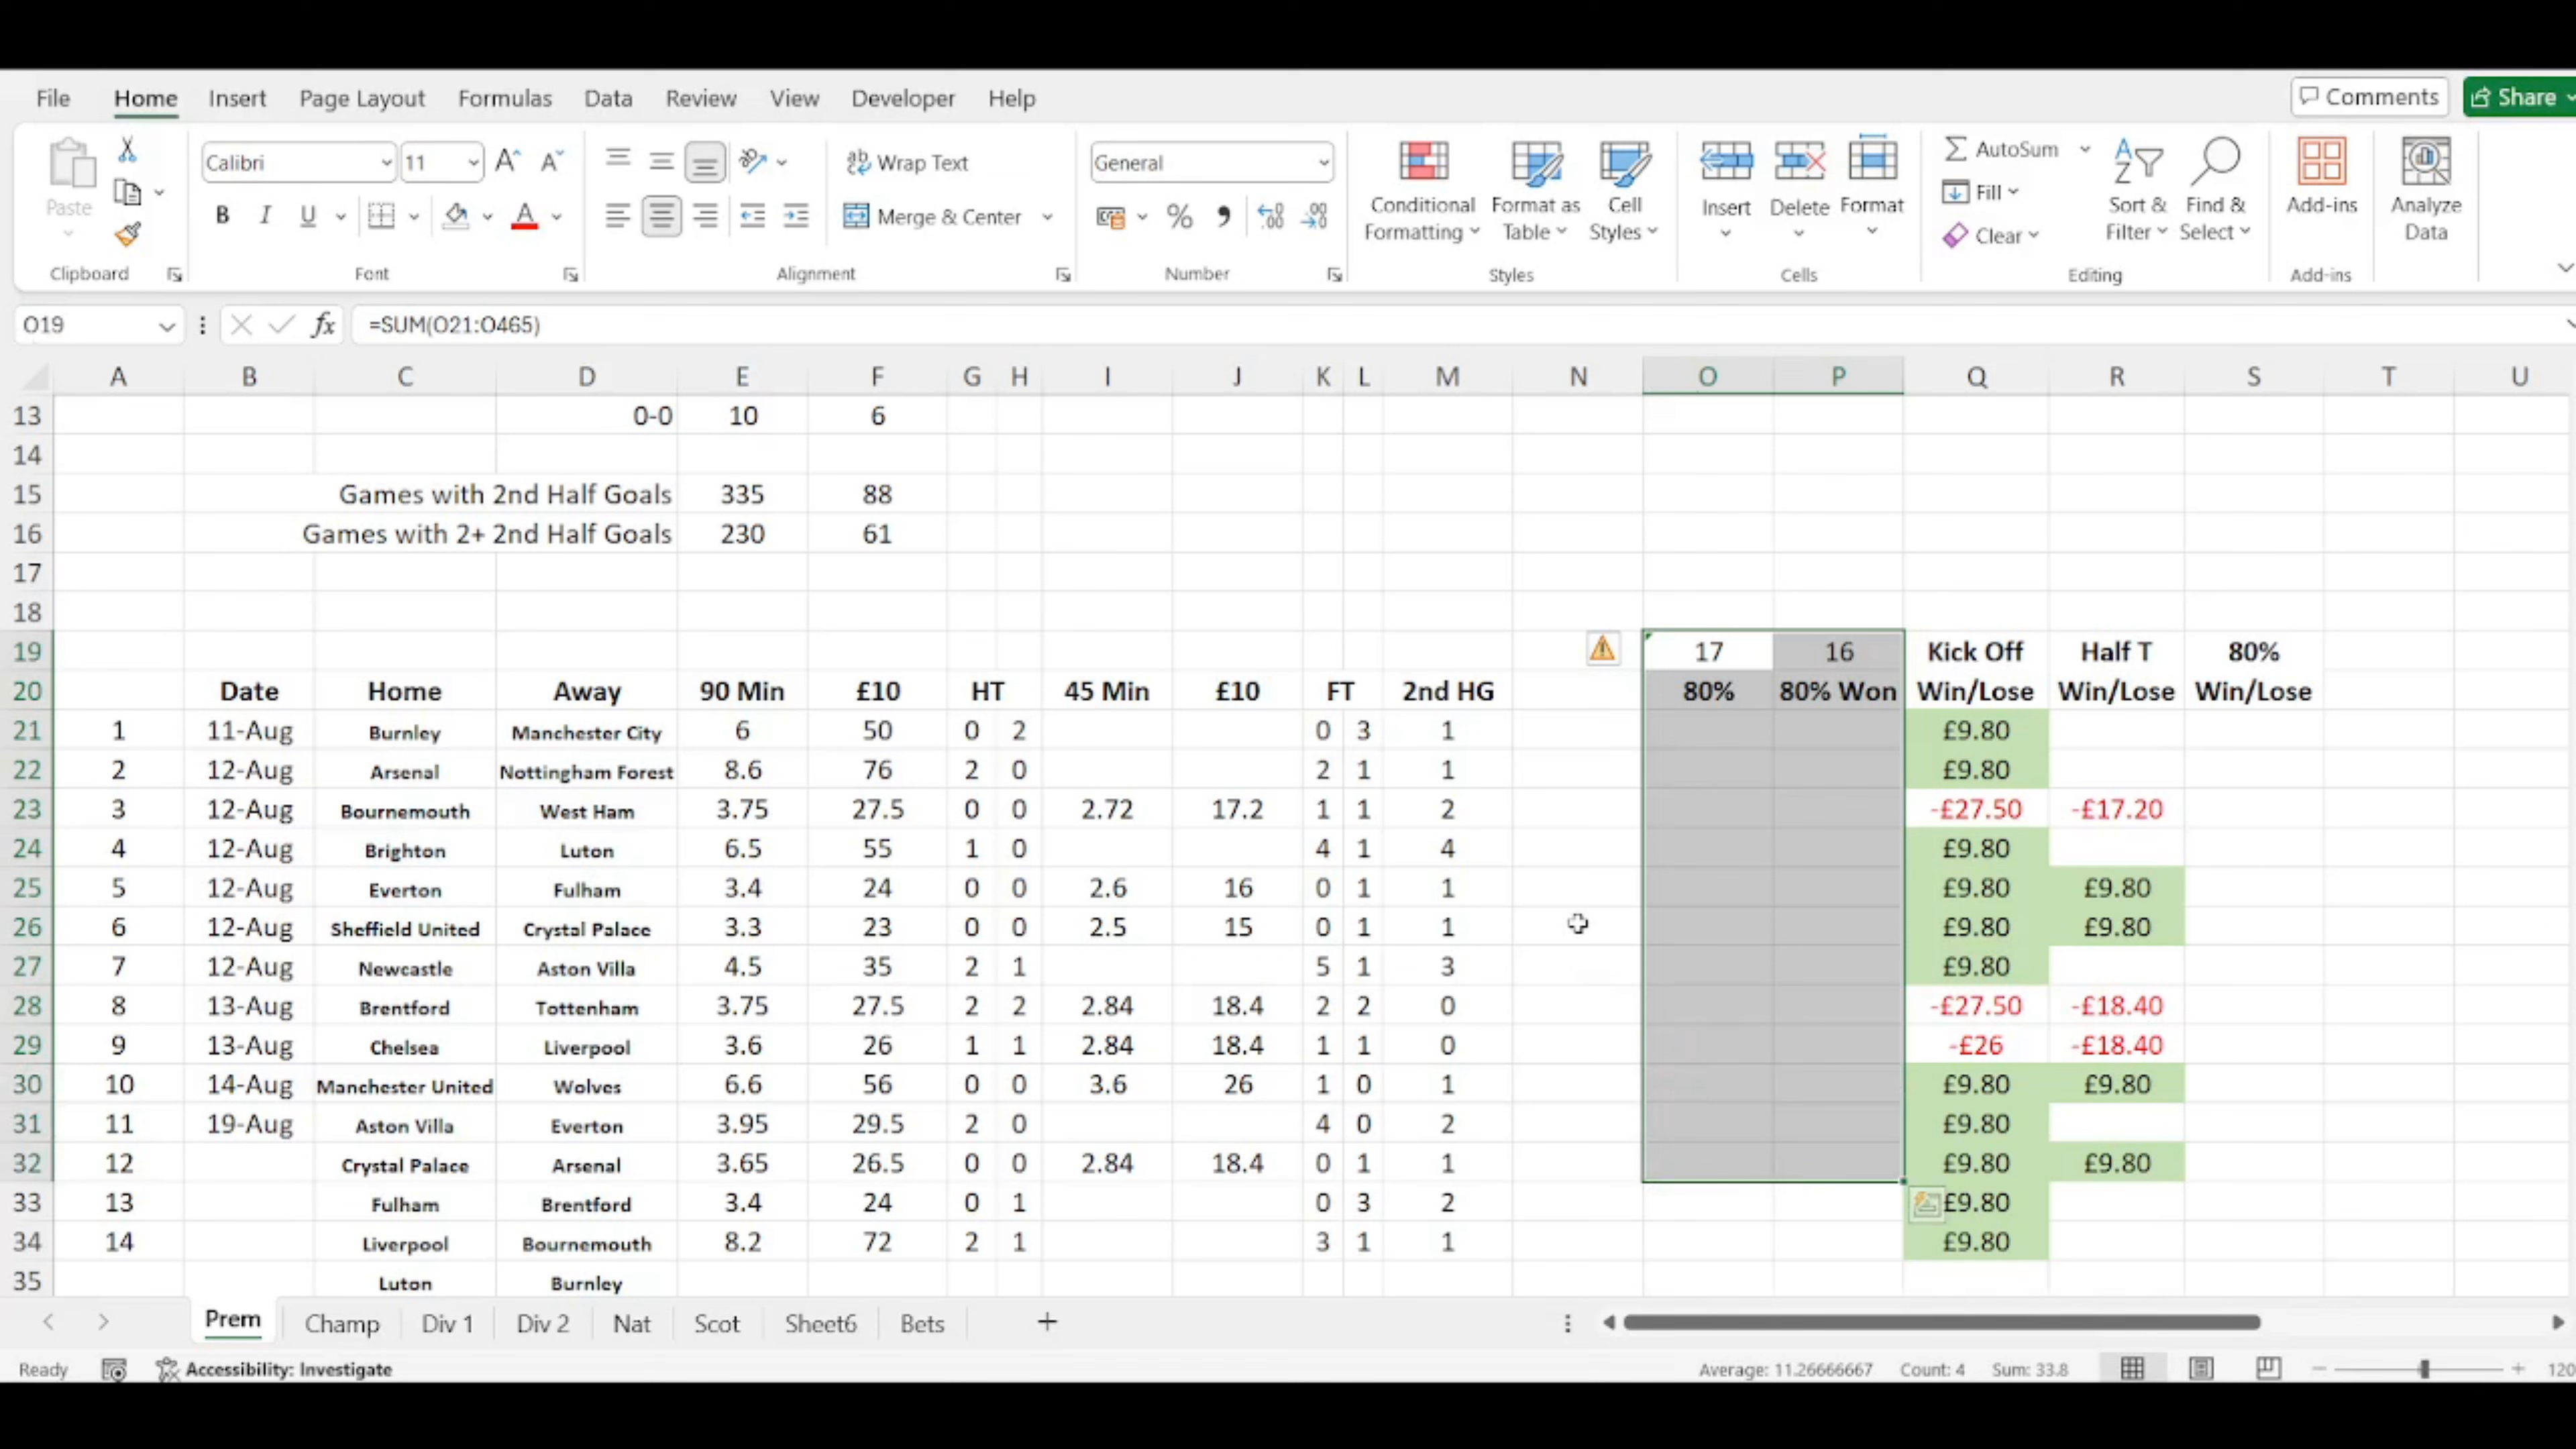 File Home Insert Page Layout Formulas Data Review View Developer Help Comments Share
Paste Calibri 11 Wrap Text General Conditional Formatting Format as Table Cell Styles Insert Delete Format AutoSum Fill Clear Sort & Filter Find & Select Add-ins Analyze Data
B I U Merge & Center %
Clipboard Font Alignment Number Styles Cells Editing Add-ins
O19 fx =SUM(O21:O465)
A B C D E F G H I J K L M N O P Q R S T U
13 0-0 10 6
14
15 Games with 2nd Half Goals 335 88
16 Games with 2+ 2nd Half Goals 230 61
17
18
19 17 16 Kick Off Half T 80%
20 Date Home Away 90 Min £10 HT 45 Min £10 FT 2nd HG 80% 80% Won Win/Lose Win/Lose Win/Lose
21 1 11-Aug Burnley Manchester City 6 50 0 2 0 3 1 £9.80
22 2 12-Aug Arsenal Nottingham Forest 8.6 76 2 0 2 1 1 £9.80
23 3 12-Aug Bournemouth West Ham 3.75 27.5 0 0 2.72 17.2 1 1 2 -£27.50 -£17.20
24 4 12-Aug Brighton Luton 6.5 55 1 0 4 1 4 £9.80
25 5 12-Aug Everton Fulham 3.4 24 0 0 2.6 16 0 1 1 £9.80 £9.80
26 6 12-Aug Sheffield United Crystal Palace 3.3 23 0 0 2.5 15 0 1 1 £9.80 £9.80
27 7 12-Aug Newcastle Aston Villa 4.5 35 2 1 5 1 3 £9.80
28 8 13-Aug Brentford Tottenham 3.75 27.5 2 2 2.84 18.4 2 2 0 -£27.50 -£18.40
29 9 13-Aug Chelsea Liverpool 3.6 26 1 1 2.84 18.4 1 1 0 -£26 -£18.40
30 10 14-Aug Manchester United Wolves 6.6 56 0 0 3.6 26 1 0 1 £9.80 £9.80
31 11 19-Aug Aston Villa Everton 3.95 29.5 2 0 4 0 2 £9.80
32 12 Crystal Palace Arsenal 3.65 26.5 0 0 2.84 18.4 0 1 1 £9.80 £9.80
33 13 Fulham Brentford 3.4 24 0 1 0 3 2 £9.80
34 14 Liverpool Bournemouth 8.2 72 2 1 3 1 1 £9.80
35 Luton Burnley
Prem Champ Div 1 Div 2 Nat Scot Sheet6 Bets +
Ready Accessibility: Investigate Average: 11.26666667 Count: 4 Sum: 33.8 120